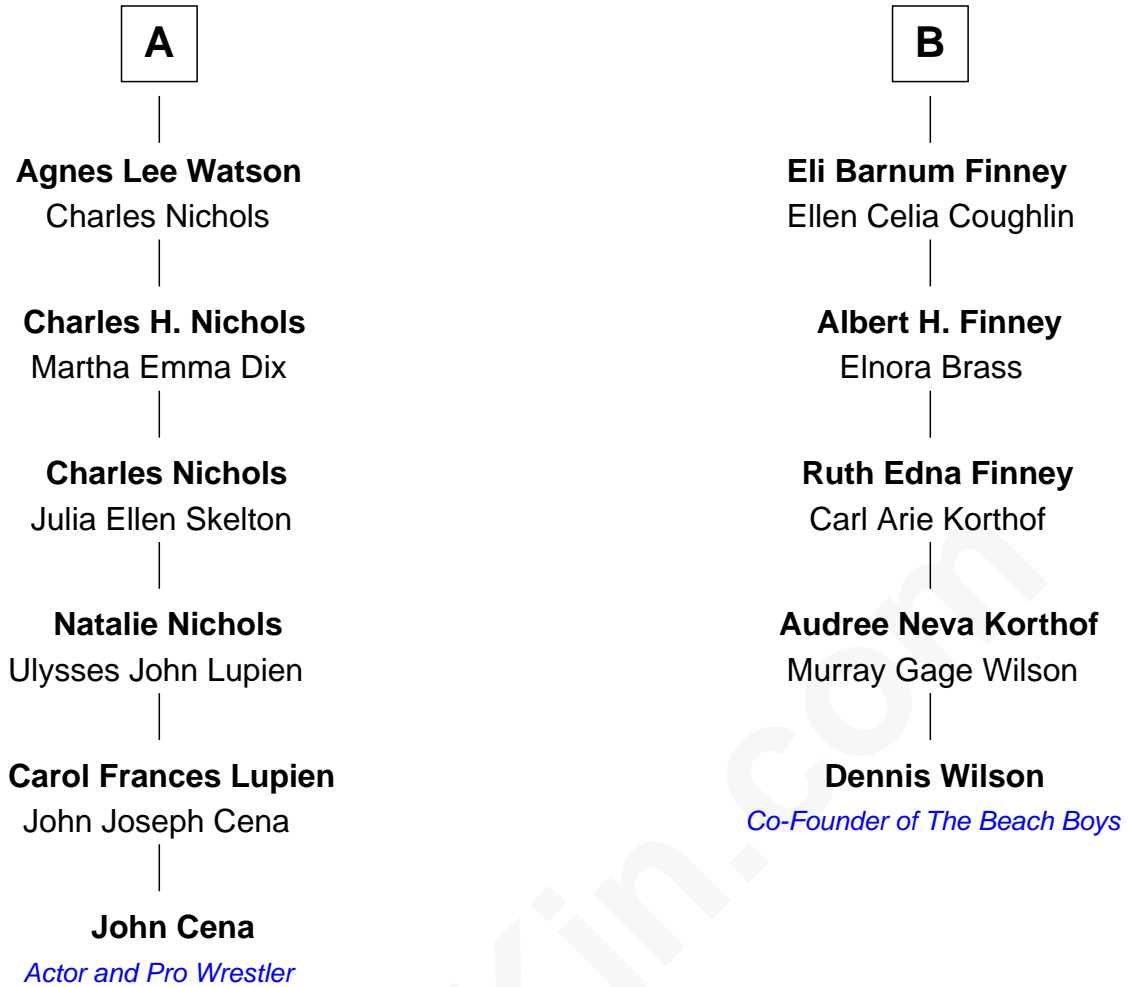 A
Agnes Lee Watson
Charles Nichols
Charles H. Nichols
Martha Emma Dix
Charles Nichols
Julia Ellen Skelton
Natalie Nichols
Ulysses John Lupien
Carol Frances Lupien
John Joseph Cena
John Cena
Actor and Pro Wrestler
B
Eli Barnum Finney
Ellen Celia Coughlin
Albert H. Finney
Elnora Brass
Ruth Edna Finney
Carl Arie Korthof
Audree Neva Korthof
Murray Gage Wilson
Dennis Wilson
Co-Founder of The Beach Boys
Kin.com